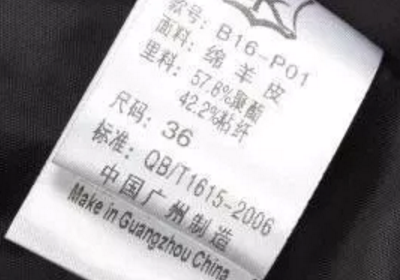 款号: B16-P01
面料: 绵羊皮
里料: 57.8%聚酯
42.2%粘纤
尺码: 36
标准: QB/T1615-2006
中国广州制造
Make in Guangzhou China